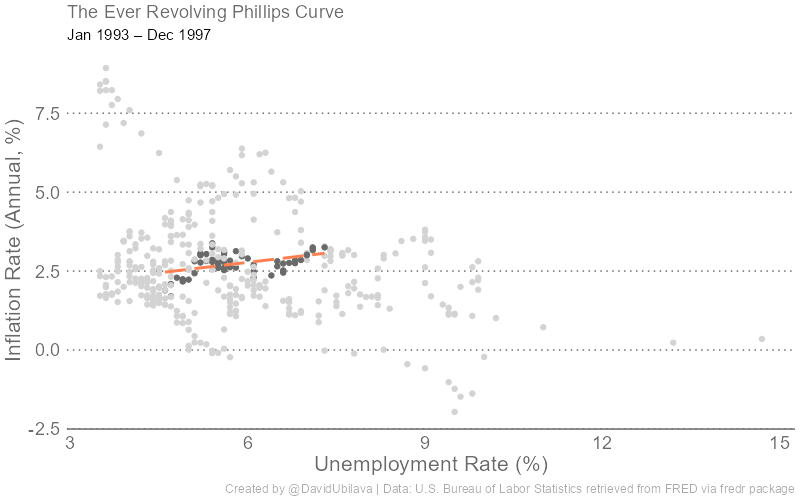 The Ever Revolving Phillips Curve
Jan 1993 – Dec 1997
Inflation Rate (Annual, %)
7.5
5.0
2.5
0.0
-2.5
3 6 9 12 15
Unemployment Rate (%)
Created by @DavidUbilava | Data: U.S. Bureau of Labor Statistics retrieved from FRED via fredr package